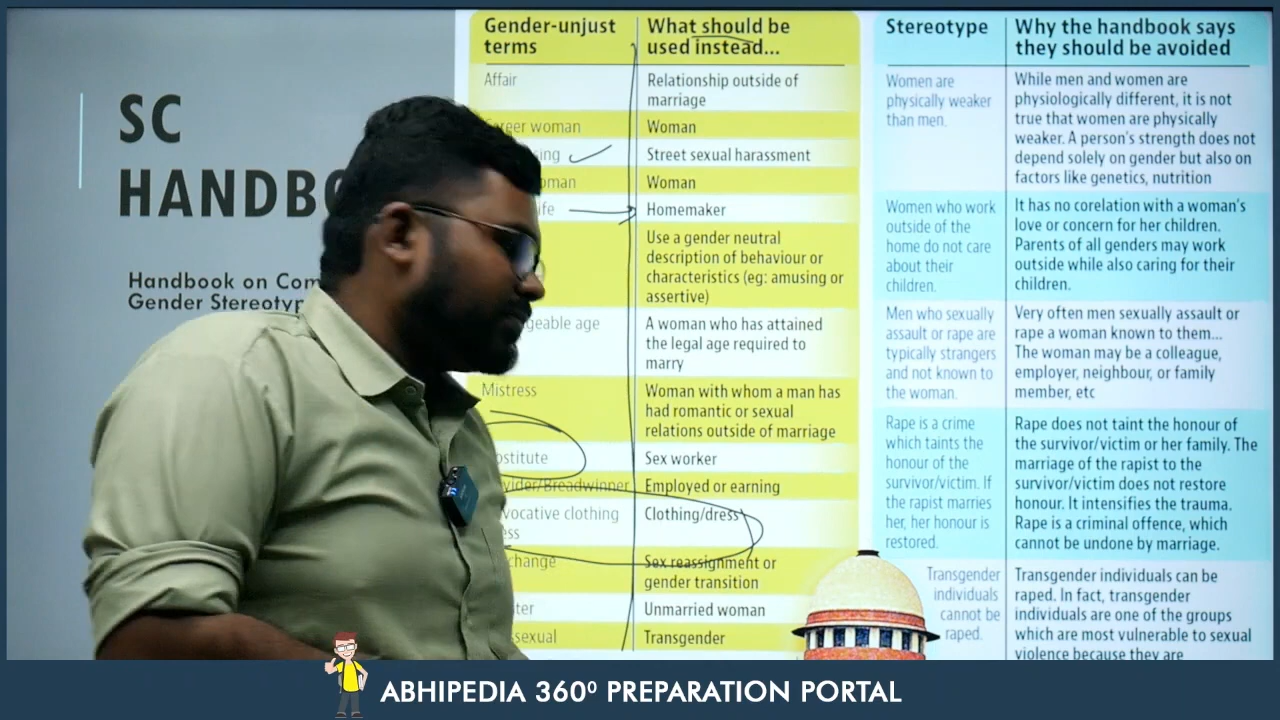 SC
HANDBO
Handbook on Com
Gender Stereotyp
Gender-unjust
terms
What should be
used instead...
Affair
Relationship outside of
marriage
Career woman
Woman
Street sexual harassment
Woman
Homemaker
Use a gender neutral
description of behaviour or
characteristics (eg: amusing or
assertive)
geable age
A woman who has attained
the legal age required to
marry
Mistress
Woman with whom a man has
had romantic or sexual
relations outside of marriage
ostitute
Sex worker
vider/Breadwinner
Employed or earning
vocative clothing
ess
Clothing/dress
change
Sex reassignment or
gender transition
Unmarried woman
ssexual
Transgender
Stereotype
Why the handbook says
they should be avoided
Women are
physically weaker
than men.
While men and women are
physiologically different, it is not
true that women are physically
weaker. A person's strength does not
depend solely on gender but also on
factors like genetics, nutrition
Women who work
outside of the
home do not care
about their
children.
It has no corelation with a woman's
love or concern for her children.
Parents of all genders may work
outside while also caring for their
children.
Men who sexually
assault or rape are
typically strangers
and not known to
the woman.
Very often men sexually assault or
rape a woman known to them...
The woman may be a colleague,
employer, neighbour, or family
member, etc
Rape is a crime
which taints the
honour of the
survivor/victim. If
the rapist marries
her, her honour is
restored.
Rape does not taint the honour of
the survivor/victim or her family. The
marriage of the rapist to the
survivor/victim does not restore
honour. It intensifies the trauma.
Rape is a criminal offence, which
cannot be undone by marriage.
Transgender
individuals
cannot be
raped.
Transgender individuals can be
raped. In fact, transgender
individuals are one of the groups
which are most vulnerable to sexual
violence because they are
ABHIPEDIA 360⁰ PREPARATION PORTAL